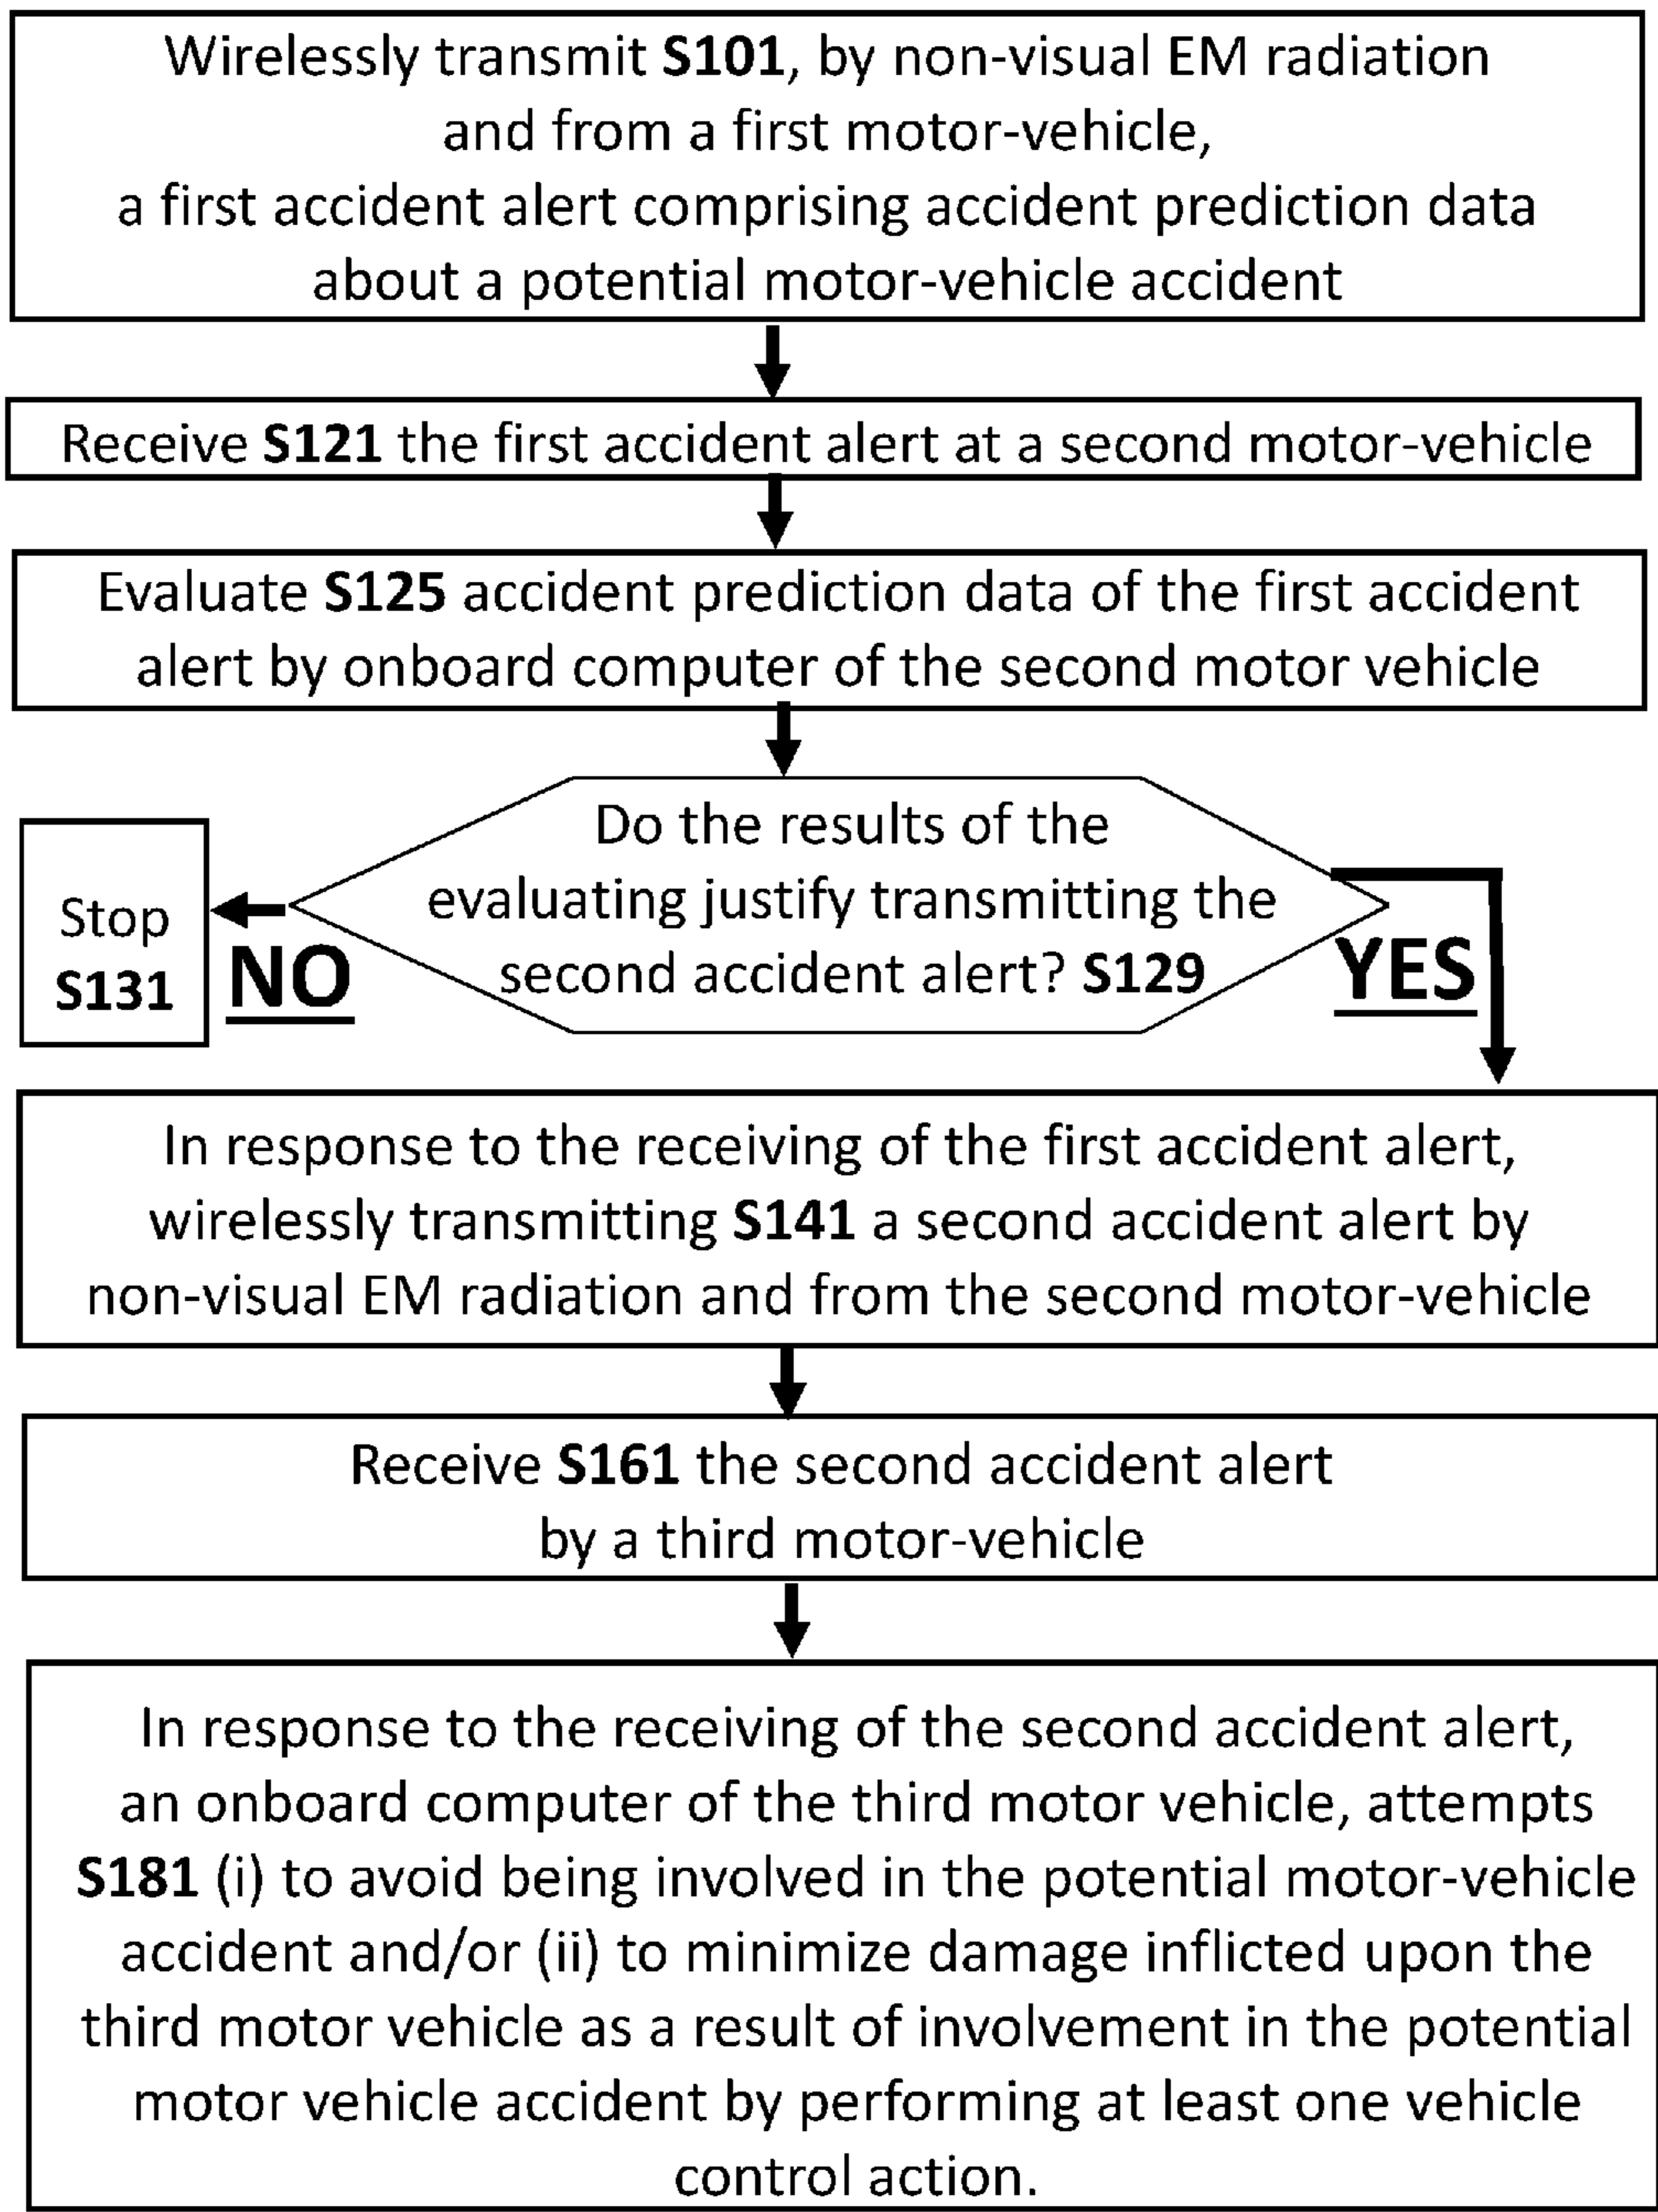 Wirelessly transmit S101, by non-visual EM radiation
and from a first motor-vehicle,
a first accident alert comprising accident prediction data
about a potential motor-vehicle accident
Receive S121 the first accident alert at a second motor-vehicle
Evaluate S125 accident prediction data of the first accident
alert by onboard computer of the second motor vehicle
Do the results of the
evaluating justify transmitting the
second accident alert? S129
Stop
S131
NO
YES
In response to the receiving of the first accident alert,
wirelessly transmitting S141 a second accident alert by
non-visual EM radiation and from the second motor-vehicle
Receive S161 the second accident alert
by a third motor-vehicle
In response to the receiving of the second accident alert,
an onboard computer of the third motor vehicle, attempts
S181 (i) to avoid being involved in the potential motor-vehicle
accident and/or (ii) to minimize damage inflicted upon the
third motor vehicle as a result of involvement in the potential
motor vehicle accident by performing at least one vehicle
control action.